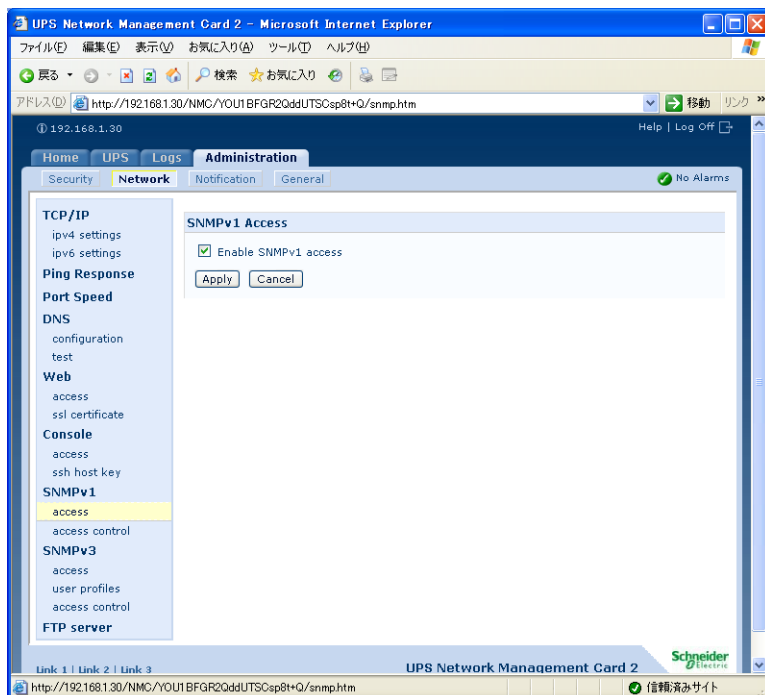 UPS Network Management Card 2 - Microsoft Internet Explorer
ファイル(F) 編集(E) 表示(V) お気に入り(A) ツール(T) ヘルプ(H)
戻る 検索 お気に入り
アドレス(D) http://192.168.1.30/NMC/YOU1BFGR2QddUTSCsp8t+Q/snmp.htm 移動 リンク »
192.168.1.30 Help | Log Off
Home UPS Logs Administration
Security Network Notification General No Alarms
TCP/IP
ipv4 settings
ipv6 settings
Ping Response
Port Speed
DNS
configuration
test
Web
access
ssl certificate
Console
access
ssh host key
SNMPv1
access
access control
SNMPv3
access
user profiles
access control
FTP server
SNMPv1 Access
Enable SNMPv1 access
Apply Cancel
Link 1 | Link 2 | Link 3 UPS Network Management Card 2 Schneider Electric
http://192.168.1.30/NMC/YOU1BFGR2QddUTSCsp8t+Q/snmp.htm 信頼済みサイト